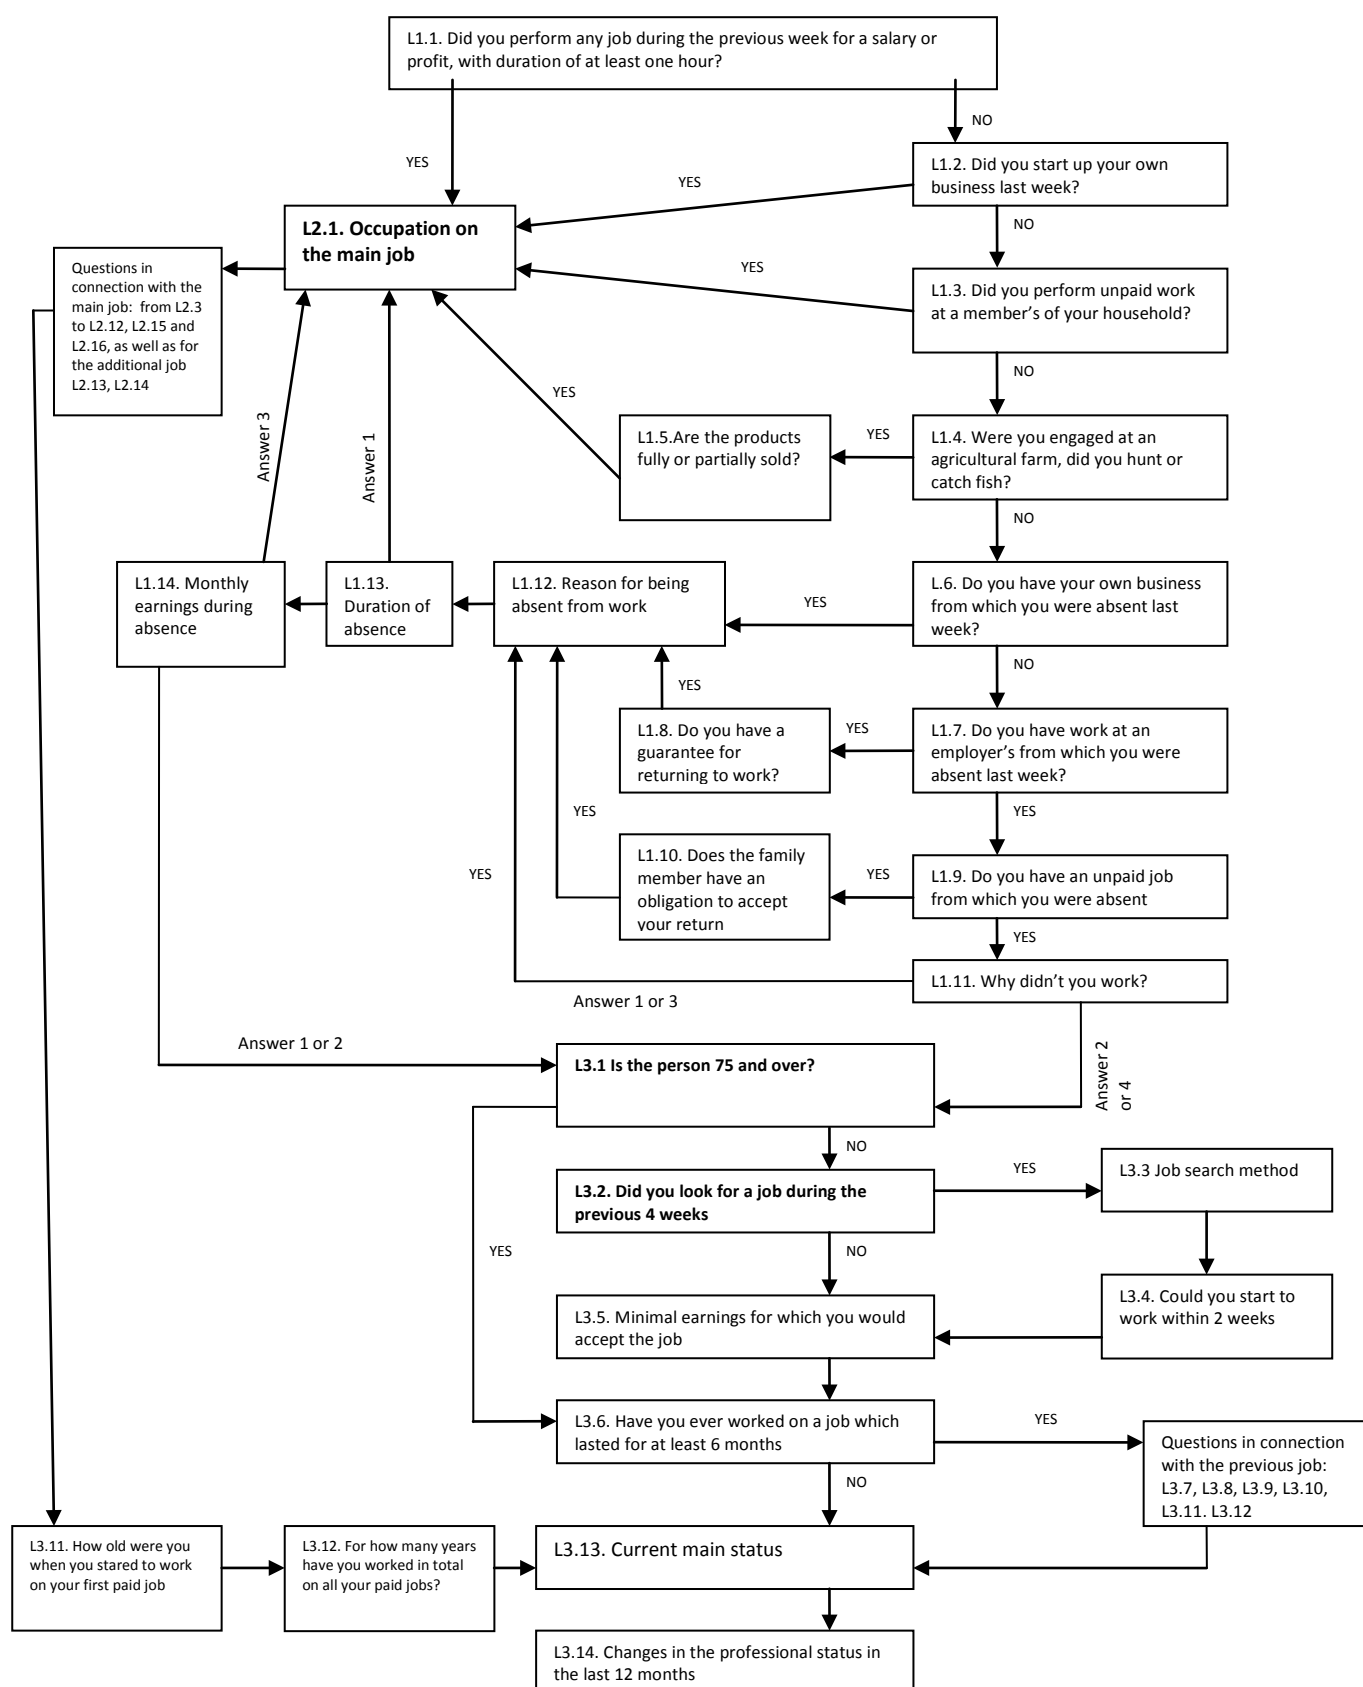 L1.1. Did you perform any job during the previous week for a salary or
profit, with duration of at least one hour?
NO
YES
L1.2. Did you start up your own
business last week?
YES
NO
L2.1. Occupation on
the main job
Questions in
connection with the
main job:  from L2.3
to L2.12, L2.15 and
L2.16, as well as for
the additional job
L2.13, L2.14
YES
L1.3. Did you perform unpaid work
at a member's of your household?
NO
YES
Answer 3
Answer 1
L1.5.Are the products
fully or partially sold?
YES
L1.4. Were you engaged at an
agricultural farm, did you hunt or
catch fish?
NO
L1.14. Monthly
earnings during
absence
L1.13.
Duration of
absence
L1.12. Reason for being
absent from work
YES
L.6. Do you have your own business
from which you were absent last
week?
NO
YES
L1.8. Do you have a
guarantee for
returning to work?
YES
L1.7. Do you have work at an
employer's from which you were
absent last week?
YES
YES
YES
L1.10. Does the family
member have an
obligation to accept
your return
YES
L1.9. Do you have an unpaid job
from which you were absent
YES
L1.11. Why didn't you work?
Answer 1 or 3
Answer 1 or 2
Answer 2
or 4
L3.1 Is the person 75 and over?
NO
L3.2. Did you look for a job during the
previous 4 weeks
YES
L3.3 Job search method
YES
NO
L3.4. Could you start to
work within 2 weeks
L3.5. Minimal earnings for which you would
accept the job
L3.6. Have you ever worked on a job which
lasted for at least 6 months
YES
Questions in connection
with the previous job:
L3.7, L3.8, L3.9, L3.10,
L3.11. L3.12
NO
L3.11. How old were you
when you stared to work
on your first paid job
L3.12. For how many years
have you worked in total
on all your paid jobs?
L3.13. Current main status
L3.14. Changes in the professional status in
the last 12 months